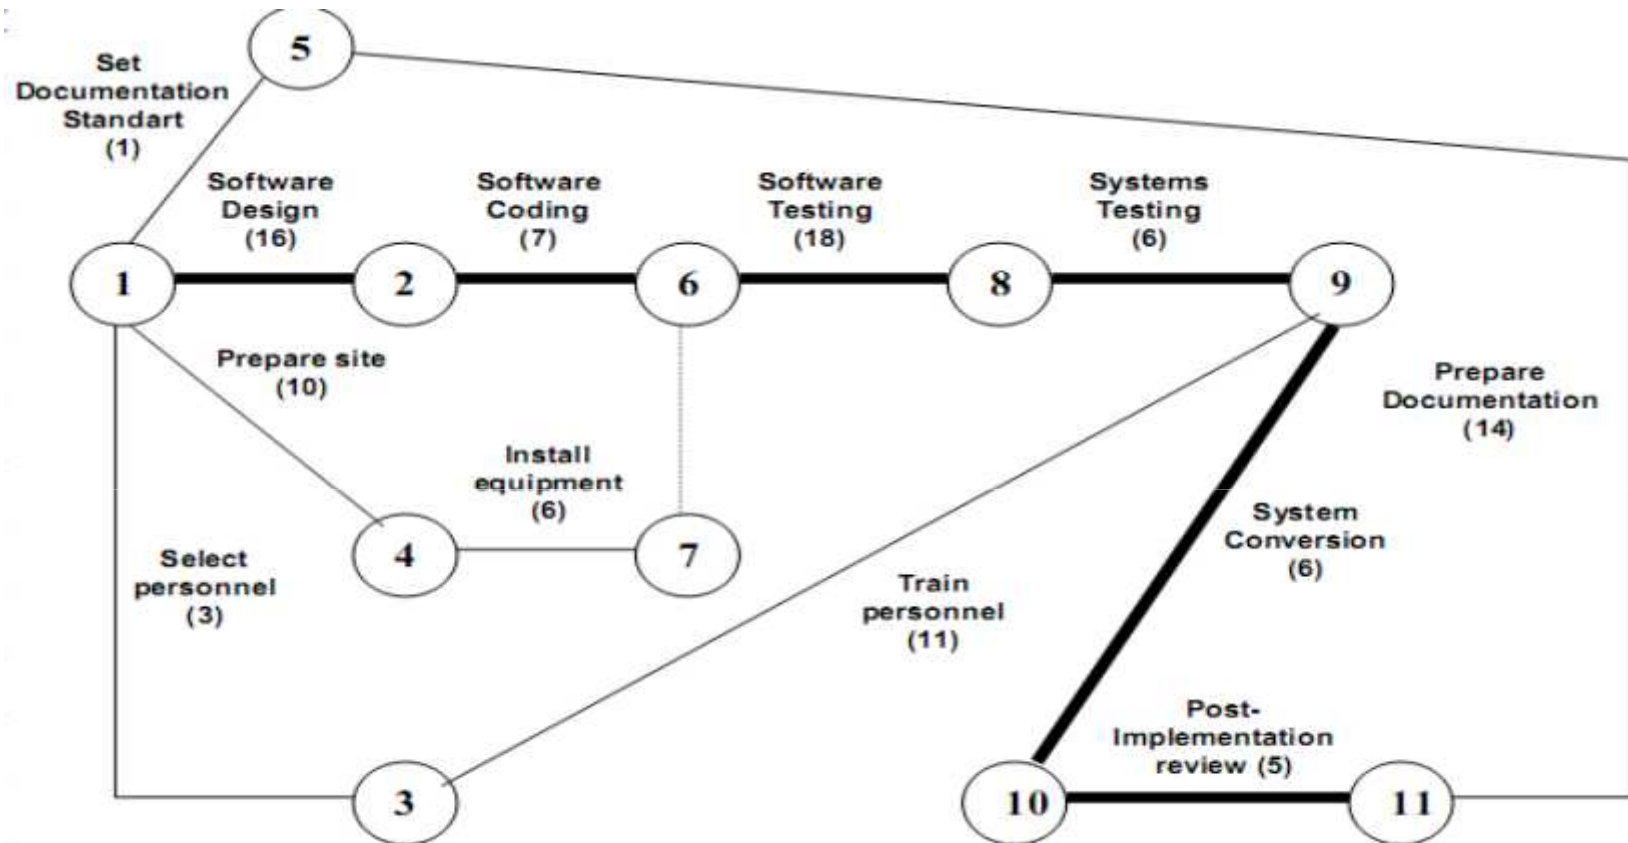 5
Set
Documentation
Standart
(1)
Software
Design
(16)
Software
Coding
(7)
Software
Testing
(18)
Systems
Testing
(6)
1
2
6
8
9
Prepare site
(10)
Prepare
Documentation
(14)
Install
equipment
(6)
System
Conversion
(6)
4
7
Select
personnel
(3)
Train
personnel
(11)
Post-
Implementation
review (5)
3
10
11